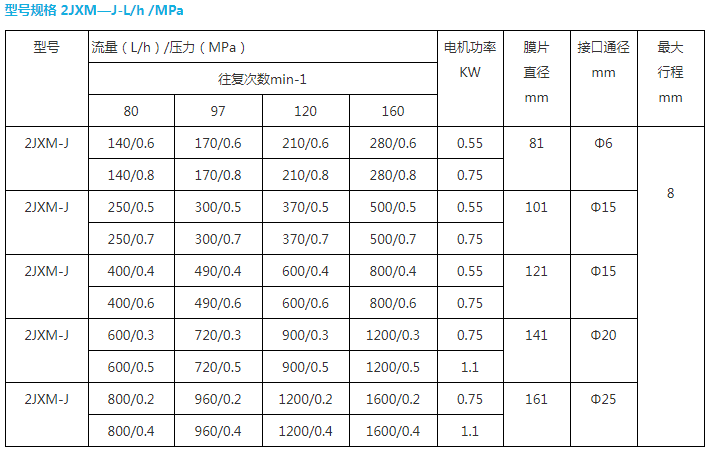 型号规格 2JXM—J-L/h /MPa
型号 流量（L/h）/压力（MPa） 电机功率 膜片 接口通径 最大
往复次数min-1 KW 直径 mm 行程
80 97 120 160 mm mm
2JXM-J 140/0.6 170/0.6 210/0.6 280/0.6 0.55 81 Φ6 8
140/0.8 170/0.8 210/0.8 280/0.8 0.75
2JXM-J 250/0.5 300/0.5 370/0.5 500/0.5 0.55 101 Φ15
250/0.7 300/0.7 370/0.7 500/0.7 0.75
2JXM-J 400/0.4 490/0.4 600/0.4 800/0.4 0.55 121 Φ15
400/0.6 490/0.6 600/0.6 800/0.6 0.75
2JXM-J 600/0.3 720/0.3 900/0.3 1200/0.3 0.75 141 Φ20
600/0.5 720/0.5 900/0.5 1200/0.5 1.1
2JXM-J 800/0.2 960/0.2 1200/0.2 1600/0.2 0.75 161 Φ25
800/0.4 960/0.4 1200/0.4 1600/0.4 1.1